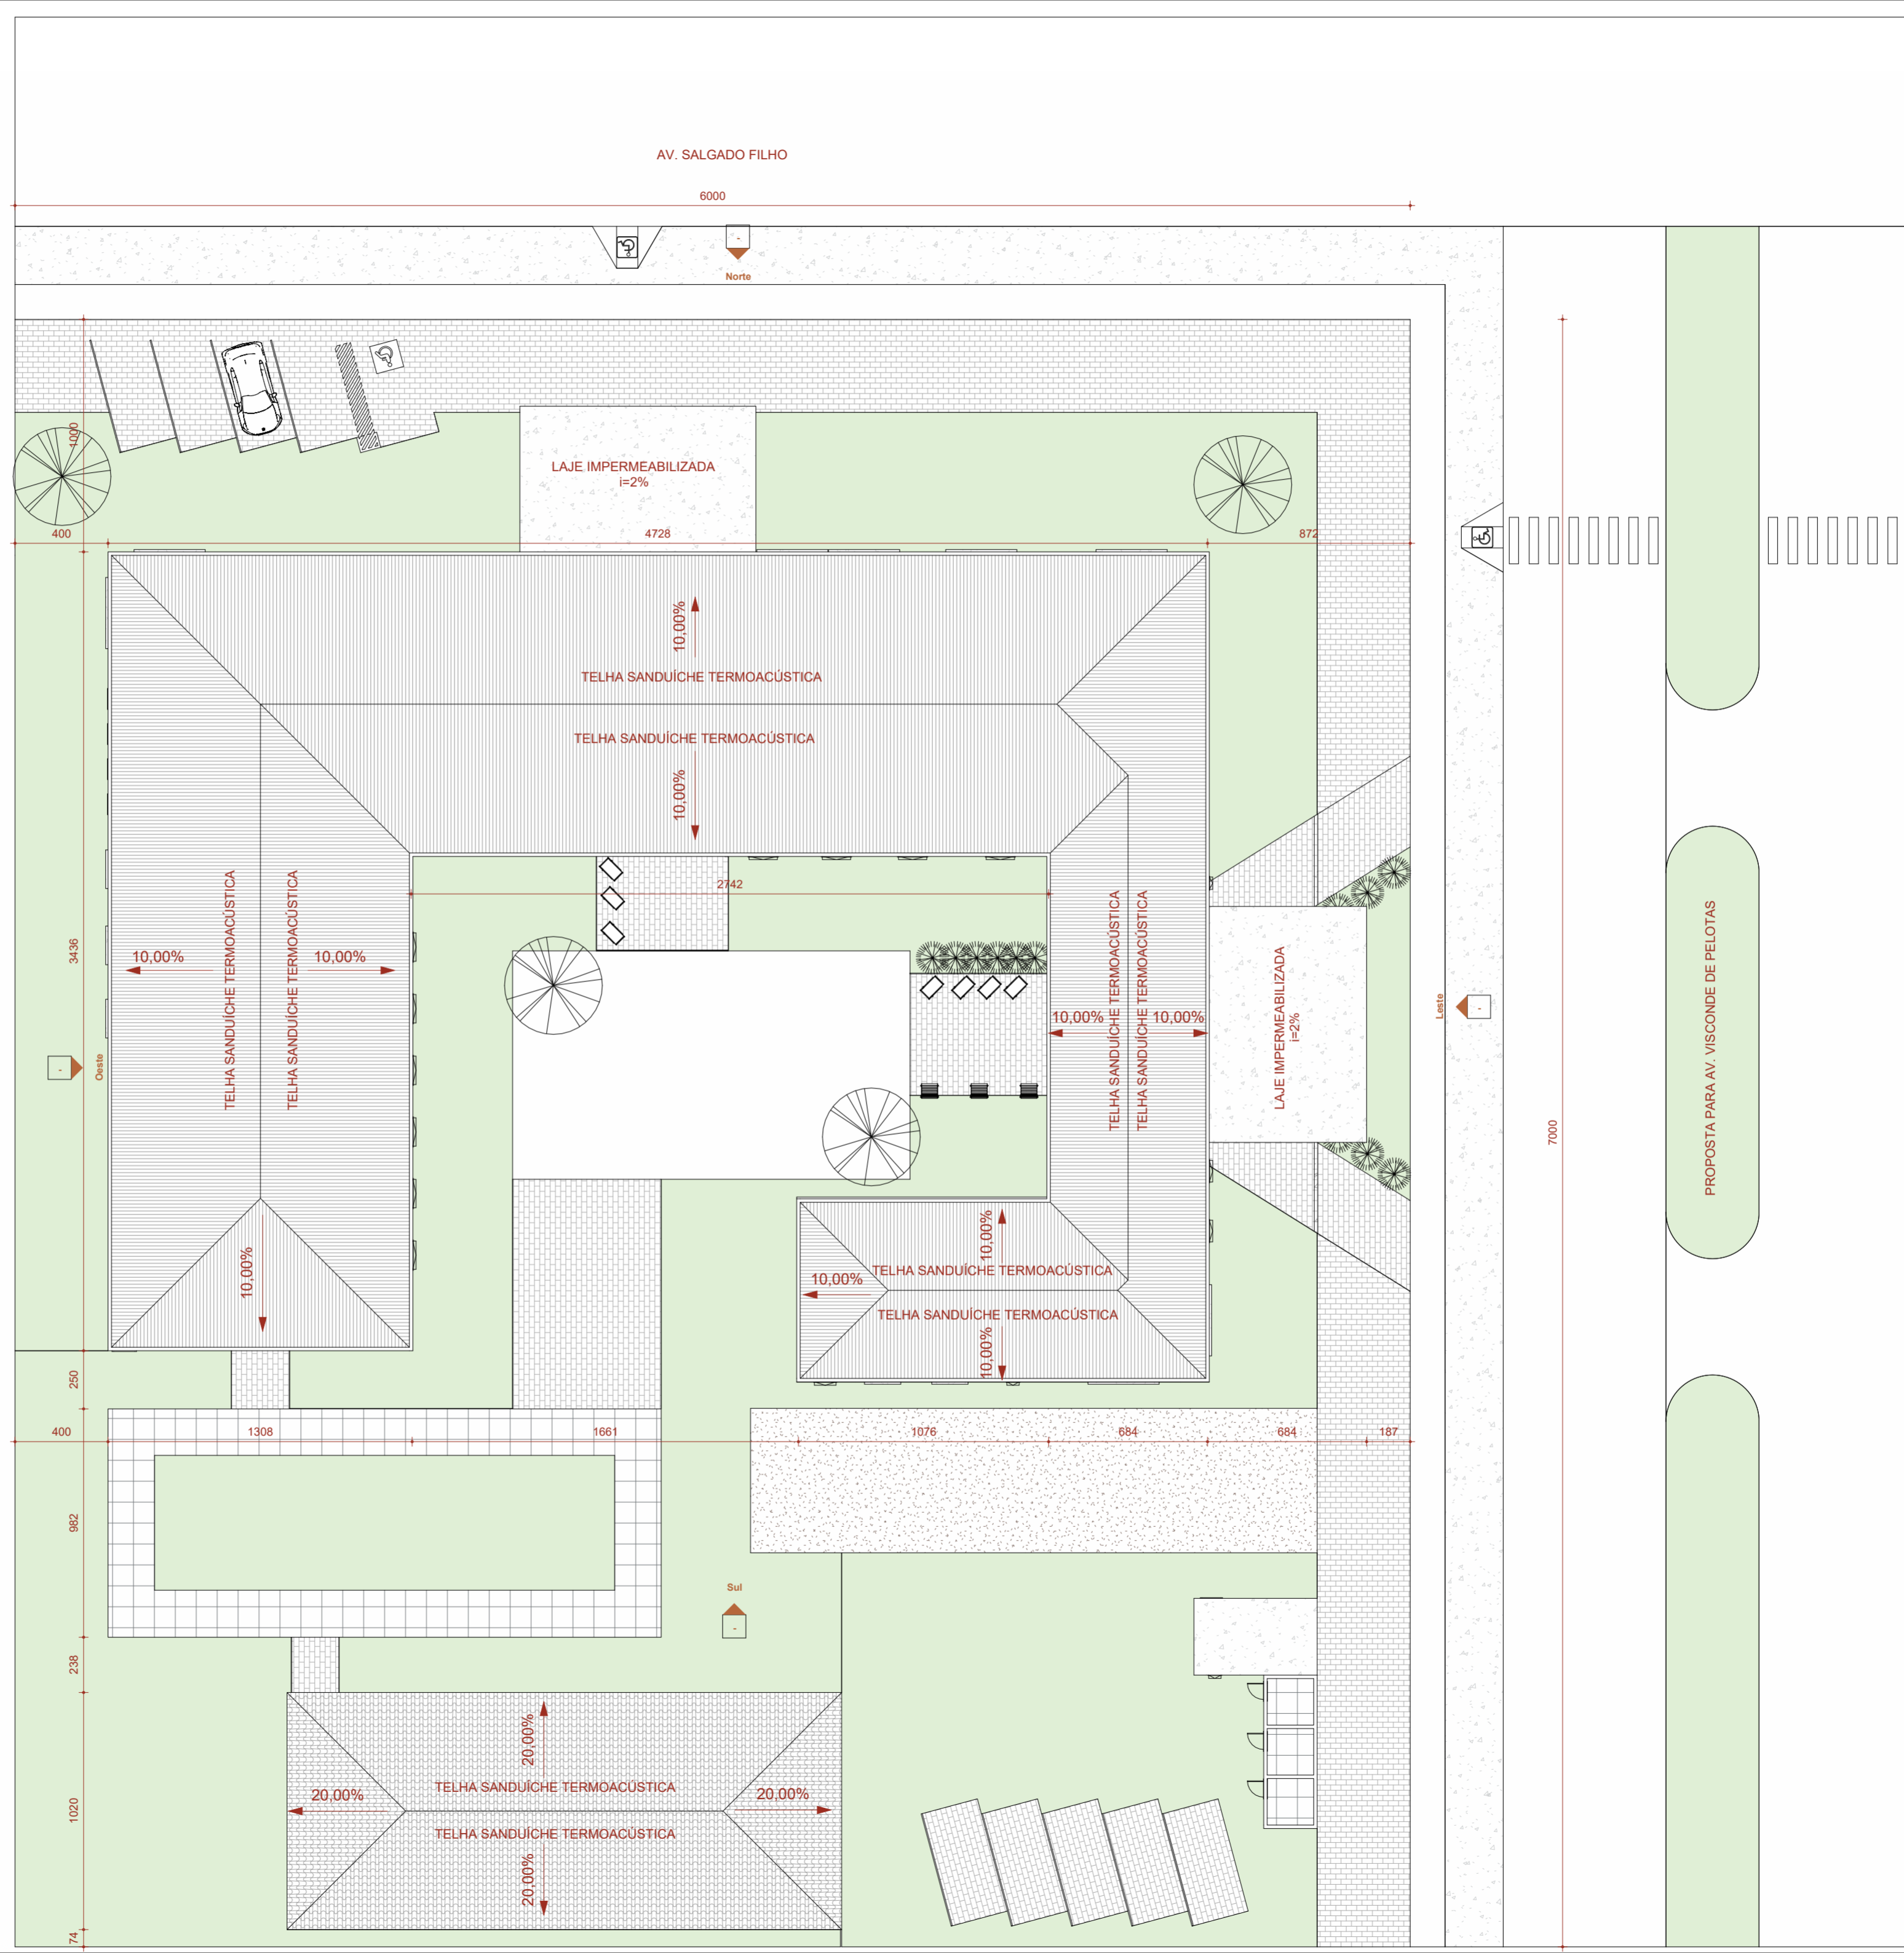 AV. SALGADO FILHO
6000
-
Norte
1000
LAJE IMPERMEABILIZADA
i=2%
400
4728
872
10,00%
TELHA SANDUÍCHE TERMOACÚSTICA
TELHA SANDUÍCHE TERMOACÚSTICA
10,00%
2742
3436
10,00%
TELHA SANDUÍCHE TERMOACÚSTICA
TELHA SANDUÍCHE TERMOACÚSTICA
10,00%
10,00%
TELHA SANDUÍCHE TERMOACÚSTICA
TELHA SANDUÍCHE TERMOACÚSTICA
10,00%
LAJE IMPERMEABILIZADA
i=2%
Leste
-
PROPOSTA PARA AV. VISCONDE DE PELOTAS
7000
-
Oeste
10,00%
10,00%
TELHA SANDUÍCHE TERMOACÚSTICA
10,00%
TELHA SANDUÍCHE TERMOACÚSTICA
10,00%
250
400
1308
1661
1076
684
684
187
982
Sul
-
238
20,00%
TELHA SANDUÍCHE TERMOACÚSTICA
20,00%
20,00%
TELHA SANDUÍCHE TERMOACÚSTICA
20,00%
1020
74